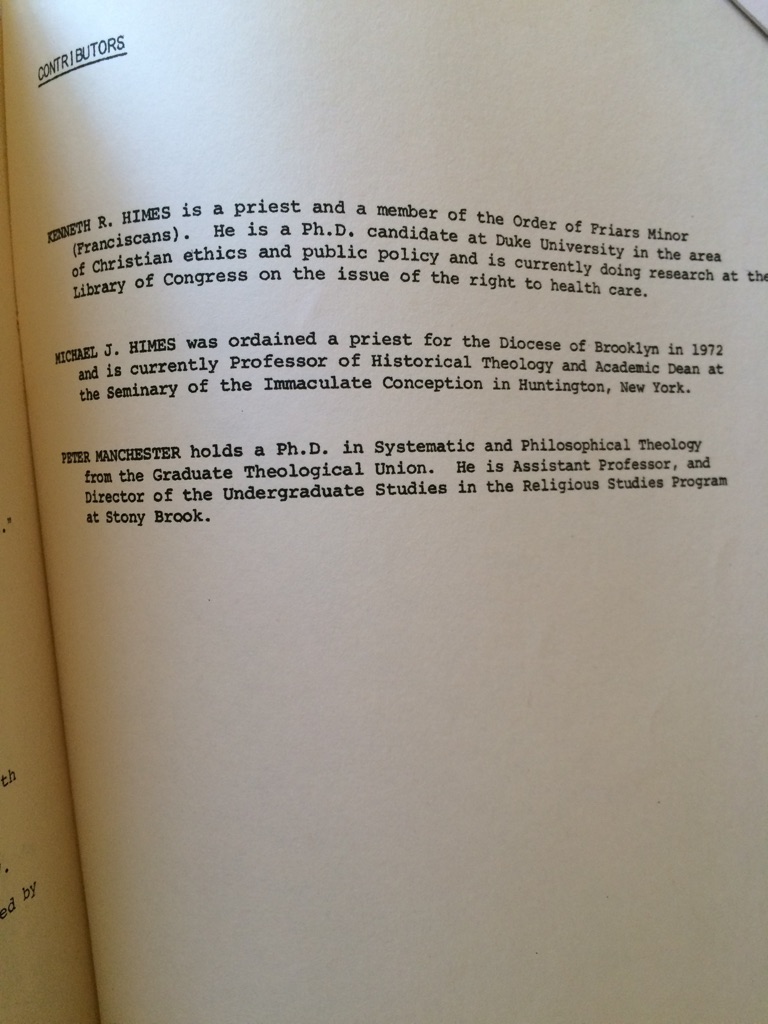 CONTRIBUTORS
KENNETH R. HIMES is a priest and a member of the Order of Friars Minor
(Franciscans). He is a Ph.D. candidate at Duke University in the area
of Christian ethics and public policy and is currently doing research at the
Library of Congress on the issue of the right to health care.
MICHAEL J. HIMES was ordained a priest for the Diocese of Brooklyn in 1972
and is currently Professor of Historical Theology and Academic Dean at
the Seminary of the Immaculate Conception in Huntington, New York.
PETER MANCHESTER holds a Ph.D. in Systematic and Philosophical Theology
from the Graduate Theological Union. He is Assistant Professor, and
Director of the Undergraduate Studies in the Religious Studies Program
at Stony Brook.
."
th
.
ed by